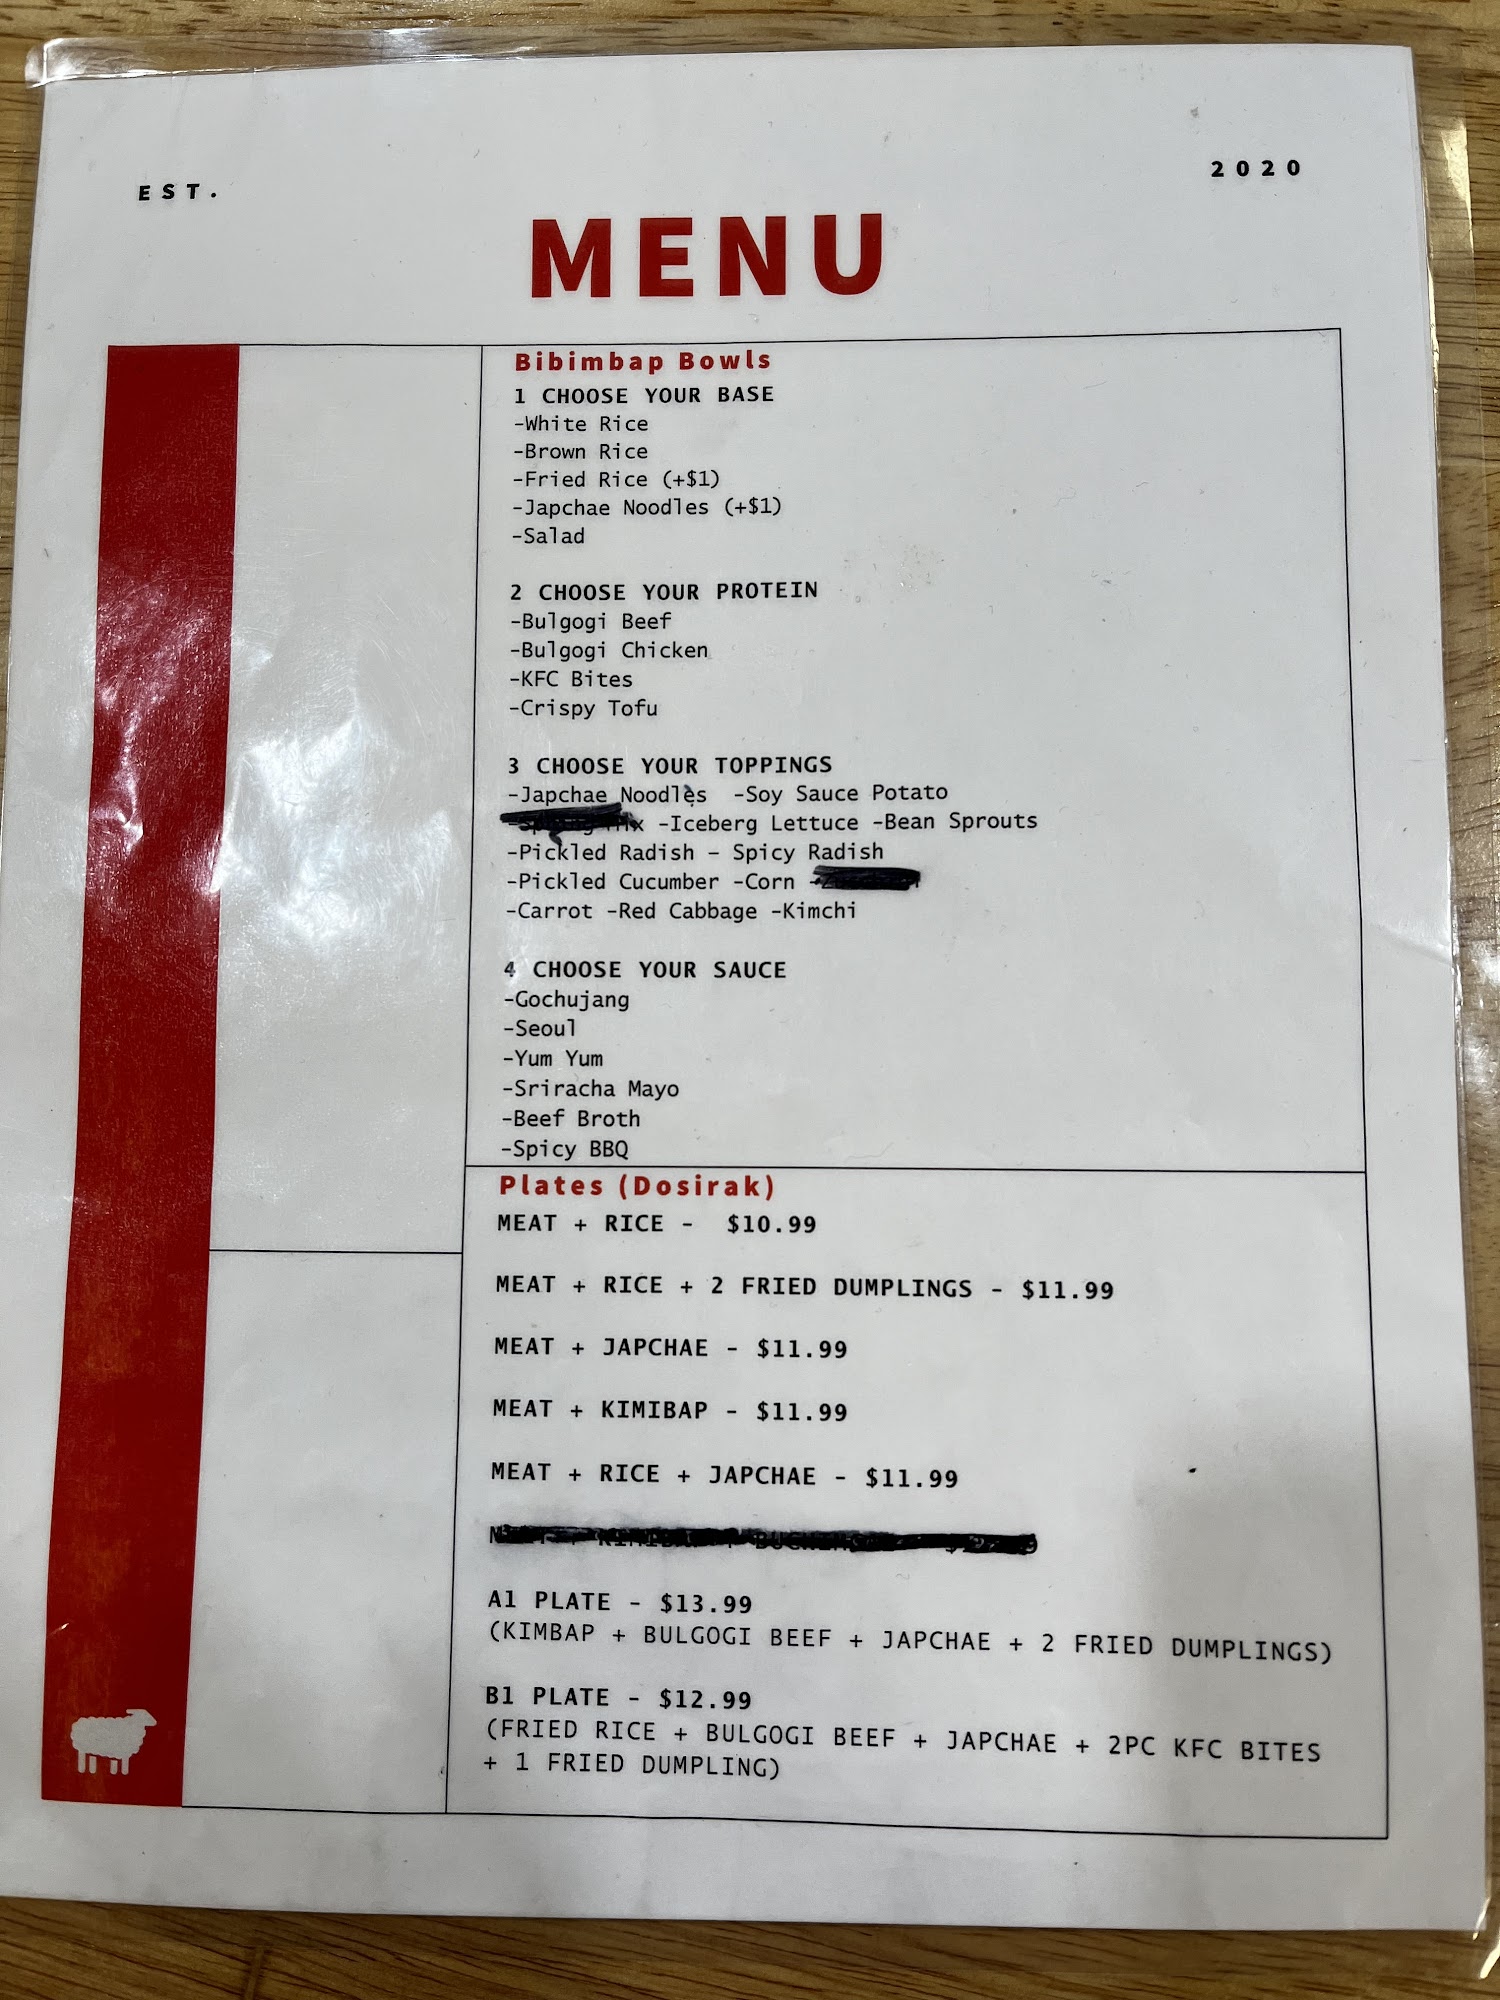 EST.
2020
MENU
Bibimbap Bowls
1 CHOOSE YOUR BASE
-White Rice
-Brown Rice
-Fried Rice (+$1)
-Japchae Noodles (+$1)
-Salad
2 CHOOSE YOUR PROTEIN
-Bulgogi Beef
-Bulgogi Chicken
-KFC Bites
-Crispy Tofu
3 CHOOSE YOUR TOPPINGS
-Japchae Noodles -Soy Sauce Potato
-Iceberg Lettuce -Bean Sprouts
-Pickled Radish – Spicy Radish
-Pickled Cucumber -Corn
-Carrot -Red Cabbage -Kimchi
4 CHOOSE YOUR SAUCE
-Gochujang
-Seoul
-Yum Yum
-Sriracha Mayo
-Beef Broth
-Spicy BBQ
Plates (Dosirak)
MEAT + RICE - $10.99
MEAT + RICE + 2 FRIED DUMPLINGS - $11.99
MEAT + JAPCHAE - $11.99
MEAT + KIMIBAP - $11.99
MEAT + RICE + JAPCHAE - $11.99
A1 PLATE - $13.99
(KIMBAP + BULGOGI BEEF + JAPCHAE + 2 FRIED DUMPLINGS)
B1 PLATE - $12.99
(FRIED RICE + BULGOGI BEEF + JAPCHAE + 2PC KFC BITES
+ 1 FRIED DUMPLING)